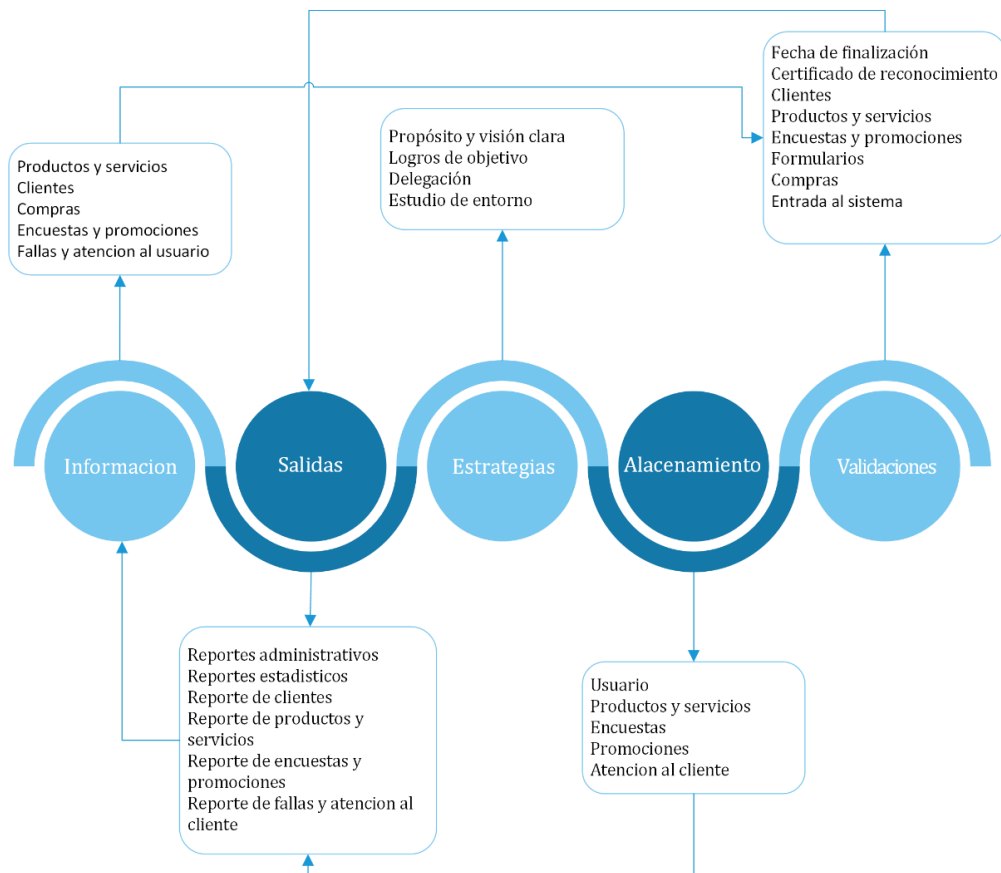 Fecha de finalización
Certificado de reconocimiento
Clientes
Productos y servicios
Encuestas y promociones
Formularios
Compras
Entrada al sistema
Propósito y visión clara
Logros de objetivo
Delegación
Estudio de entorno
Productos y servicios
Clientes
Compras
Encuestas y promociones
Fallas y atencion al usuario
Informacion
Salidas
Estrategias
Alacenamiento
Validaciones
Reportes administrativos
Reportes estadisticos
Reporte de clientes
Reporte de productos y
servicios
Reporte de encuestas y
promociones
Reporte de fallas y atencion al
cliente
Usuario
Productos y servicios
Encuestas
Promociones
Atencion al cliente